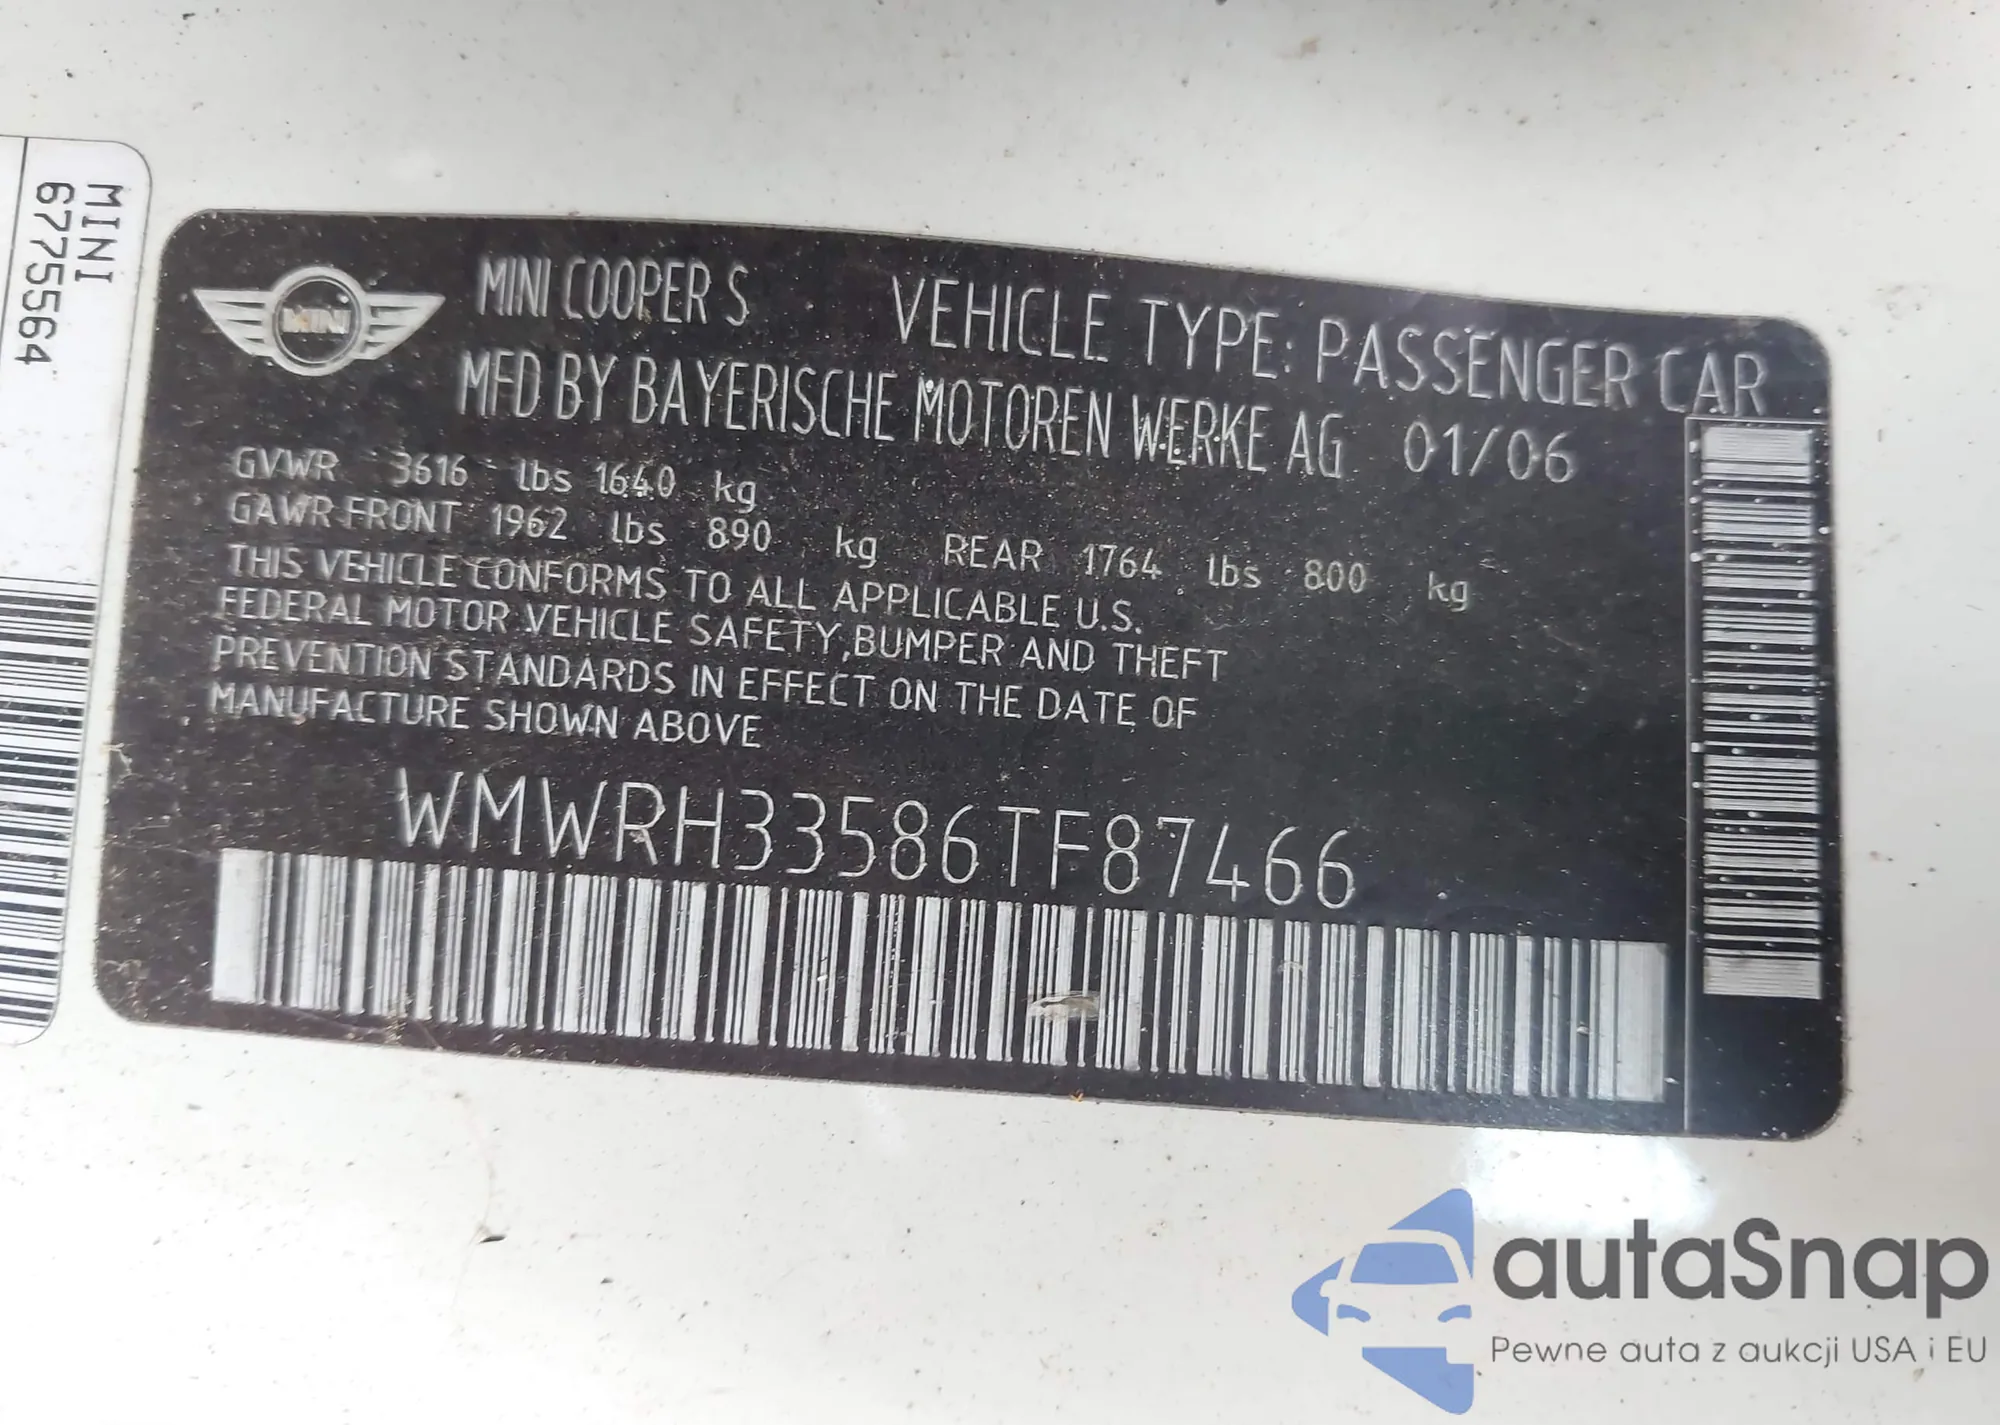 MINI
6775564
MINI
MINI COOPER S
VEHICLE TYPE: PASSENGER CAR
MFD BY BAYERISCHE MOTOREN WERKE AG 01/06
GVWR 3616 lbs 1640 kg
GAWR FRONT 1962 lbs 890 kg REAR 1764 lbs 800 kg
THIS VEHICLE CONFORMS TO ALL APPLICABLE U.S.
FEDERAL MOTOR VEHICLE SAFETY, BUMPER AND THEFT
PREVENTION STANDARDS IN EFFECT ON THE DATE OF
MANUFACTURE SHOWN ABOVE
WMWRH33586TF87466
autaSnap
Pewne auta z aukcji USA i EU